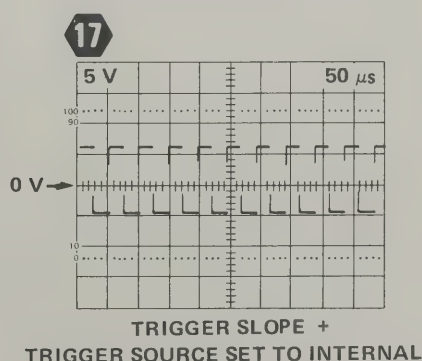 17
5 V 50 μs
100
90
0 V
10
0
TRIGGER SLOPE +
TRIGGER SOURCE SET TO INTERNAL